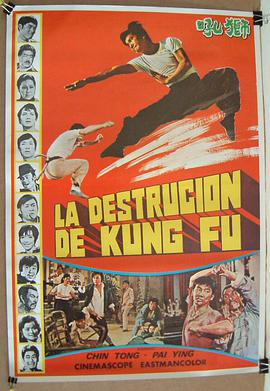 LA DESTRUCION
DE KUNG FU
CHIN TONG - PAI YING
CINEMASCOPE EASTMANCOLOR